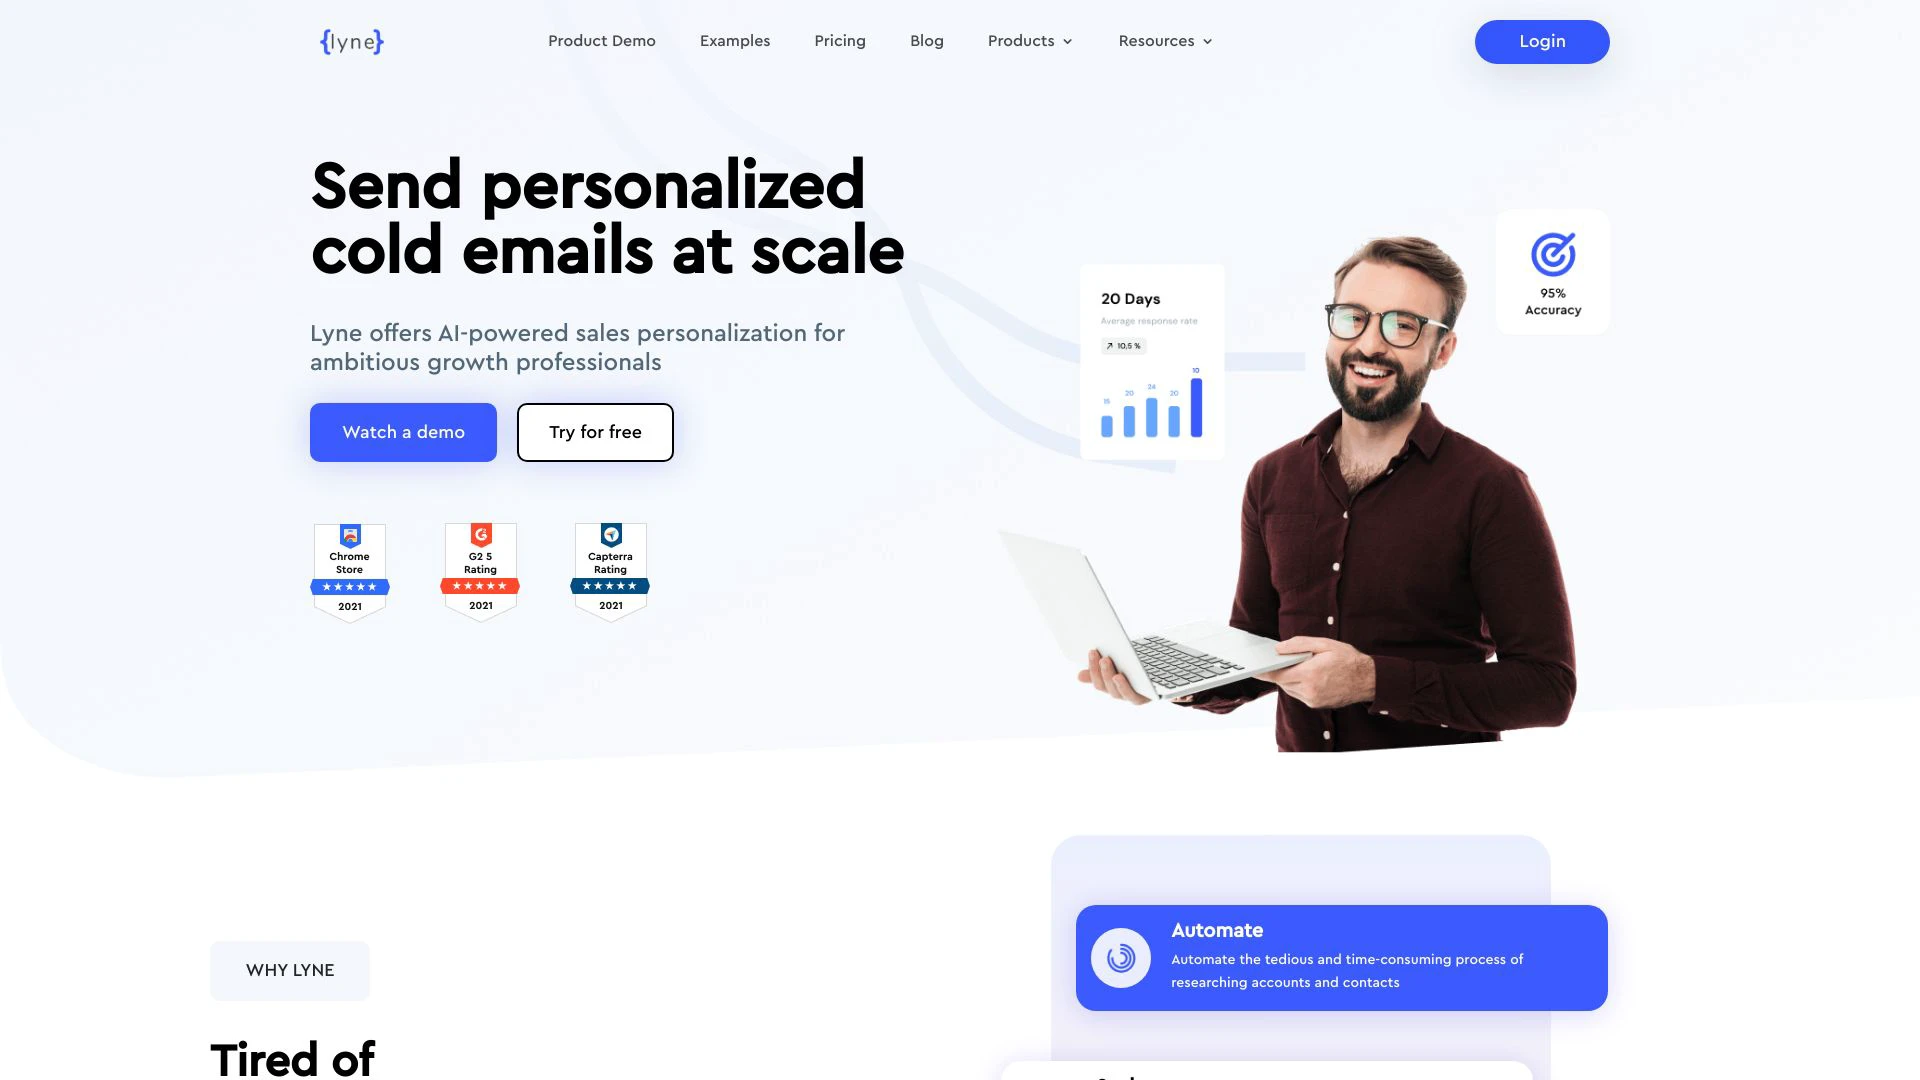 {lyne}
Product Demo
Examples
Pricing
Blog
Products
Resources
Login
Send personalized
cold emails at scale
Lyne offers AI-powered sales personalization for
ambitious growth professionals
Watch a demo
Try for free
Chrome
Store
2021
G2 5
Rating
2021
Capterra
Rating
2021
20 Days
Average response rate
10,5 %
15
20
24
20
10
95%
Accuracy
WHY LYNE
Tired of
Automate
Automate the tedious and time-consuming process of
researching accounts and contacts